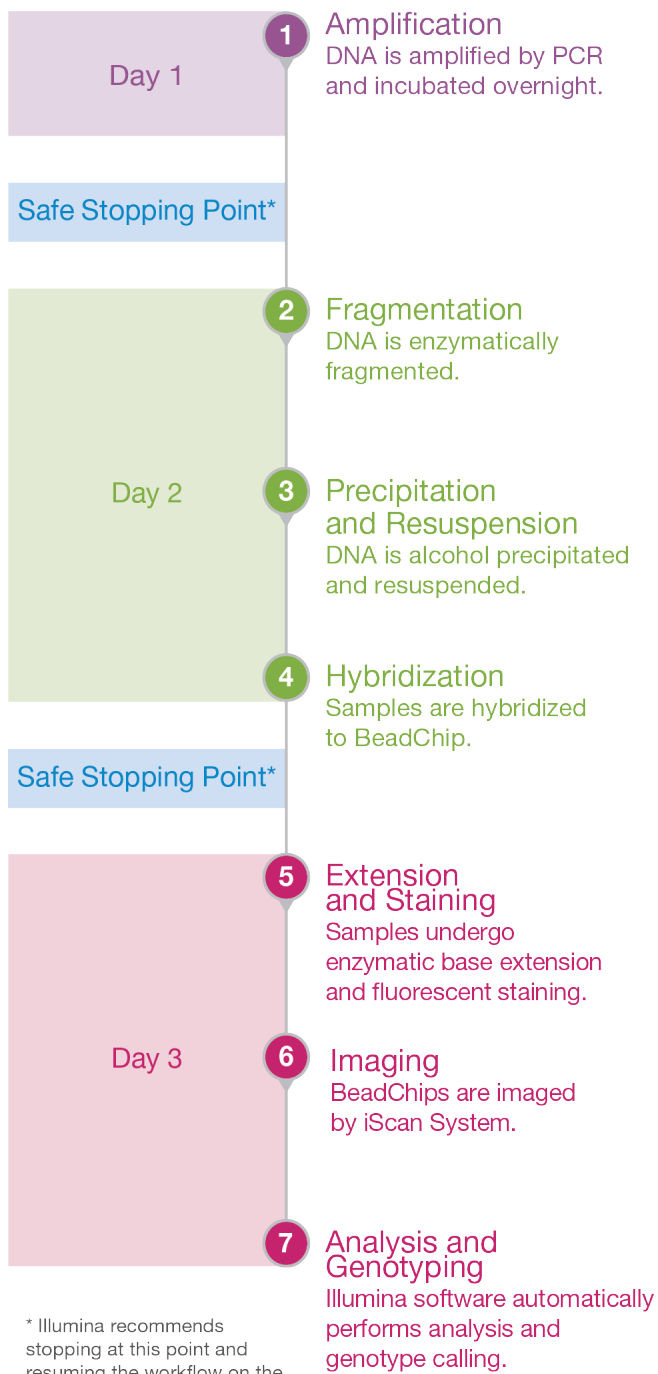 Day 1
1
Amplification
DNA is amplified by PCR
and incubated overnight.
Safe Stopping Point*
Day 2
2
Fragmentation
DNA is enzymatically
fragmented.
3
Precipitation
and Resuspension
DNA is alcohol precipitated
and resuspended.
4
Hybridization
Samples are hybridized
to BeadChip.
Safe Stopping Point*
Day 3
5
Extension
and Staining
Samples undergo
enzymatic base extension
and fluorescent staining.
6
Imaging
BeadChips are imaged
by iScan System.
7
Analysis and
Genotyping
Illumina software automatically
performs analysis and
genotype calling.
* Illumina recommends
stopping at this point and
resuming the workflow on the